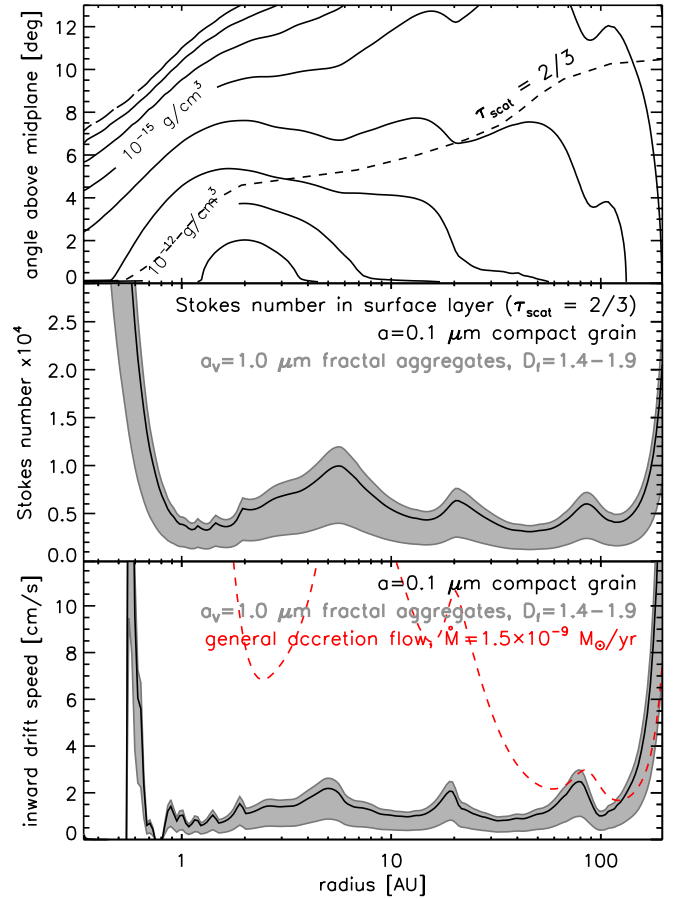 angle above midplane [deg]
12
10
8
6
4
2
0
10⁻¹⁵ g/cm³
10⁻¹² g/cm³
τscat = 2/3
Stokes number x10⁴
2.5
2.0
1.5
1.0
0.5
0.0
Stokes number in surface layer (τscat = 2/3)
a=0.1 μm compact grain
aᵥ=1.0 μm fractal aggregates, Df=1.4−1.9
inward drift speed [cm/s]
10
8
6
4
2
0
a=0.1 μm compact grain
aᵥ=1.0 μm fractal aggregates, Df=1.4−1.9
general accretion flow, Ṁ=1.5×10⁻⁹ M☉/yr
1 10 100
radius [AU]